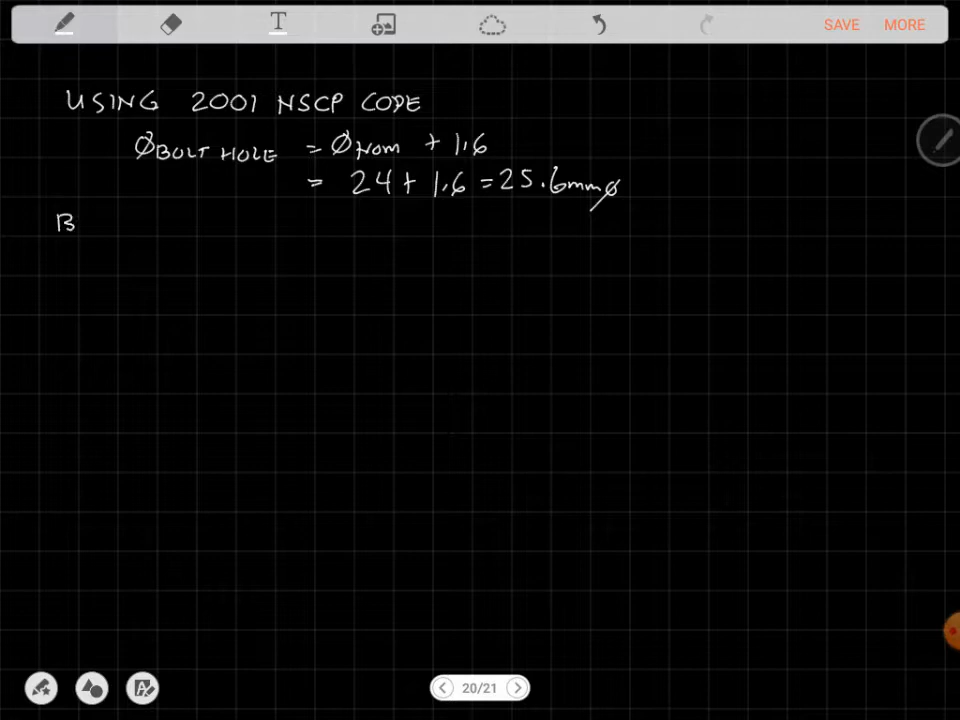 T SAVE MORE
USING 2001 NSCP CODE
ØBOLT HOLE = ØNOM + 1.6
= 24 + 1.6 = 25.6mmø
B
20/21